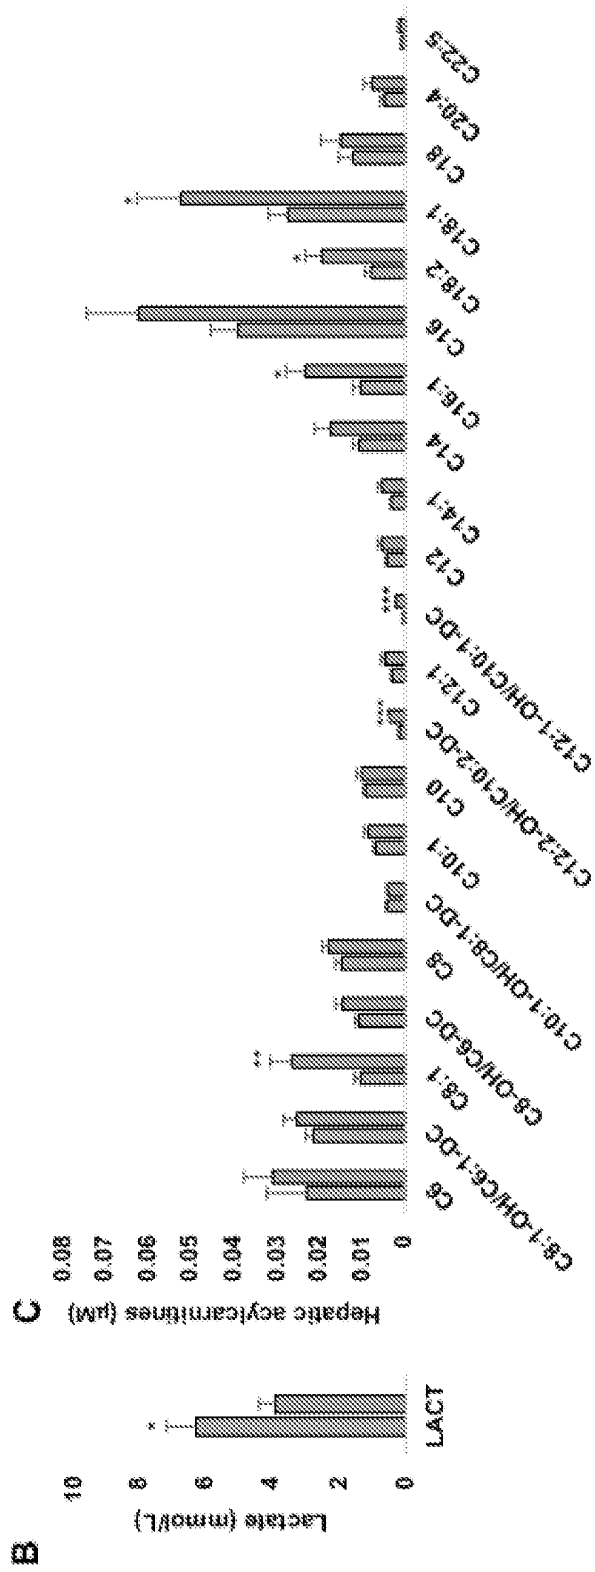 B
Lactate (mmol/L)
10
8
6
4
2
0
*
LACT
C
Hepatic acylcarnitines (µM)
0.08
0.07
0.06
0.05
0.04
0.03
0.02
0.01
0
**
***
****
*
*
*
C6
C8:1-OH/C6:1-DC
C8:1
C8-OH/C6-DC
C8
C10:1-OH/C8:1-DC
C10:1
C10
C12:2-OH/C10:2-DC
C12:1
C12:1-OH/C10:1-DC
C12
C14:1
C14
C16:1
C16
C18:2
C18:1
C18
C20:4
C22:5